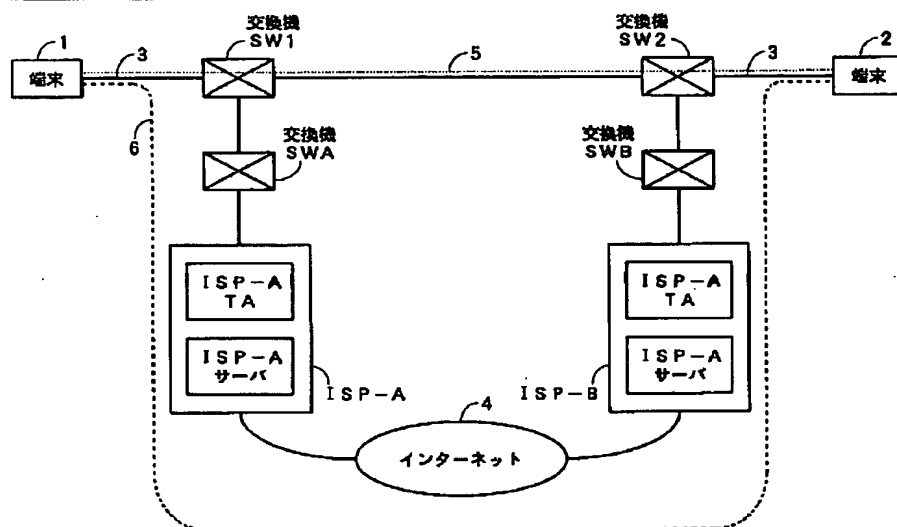 交換機
SW1
交換機
SW2
1
3
5
3
2
端末
端末
6
交換機
SWA
交換機
SWB
ISP-A
TA
ISP-A
サーバ
ISP-A
ISP-A
TA
ISP-A
サーバ
ISP-B
4
インターネット